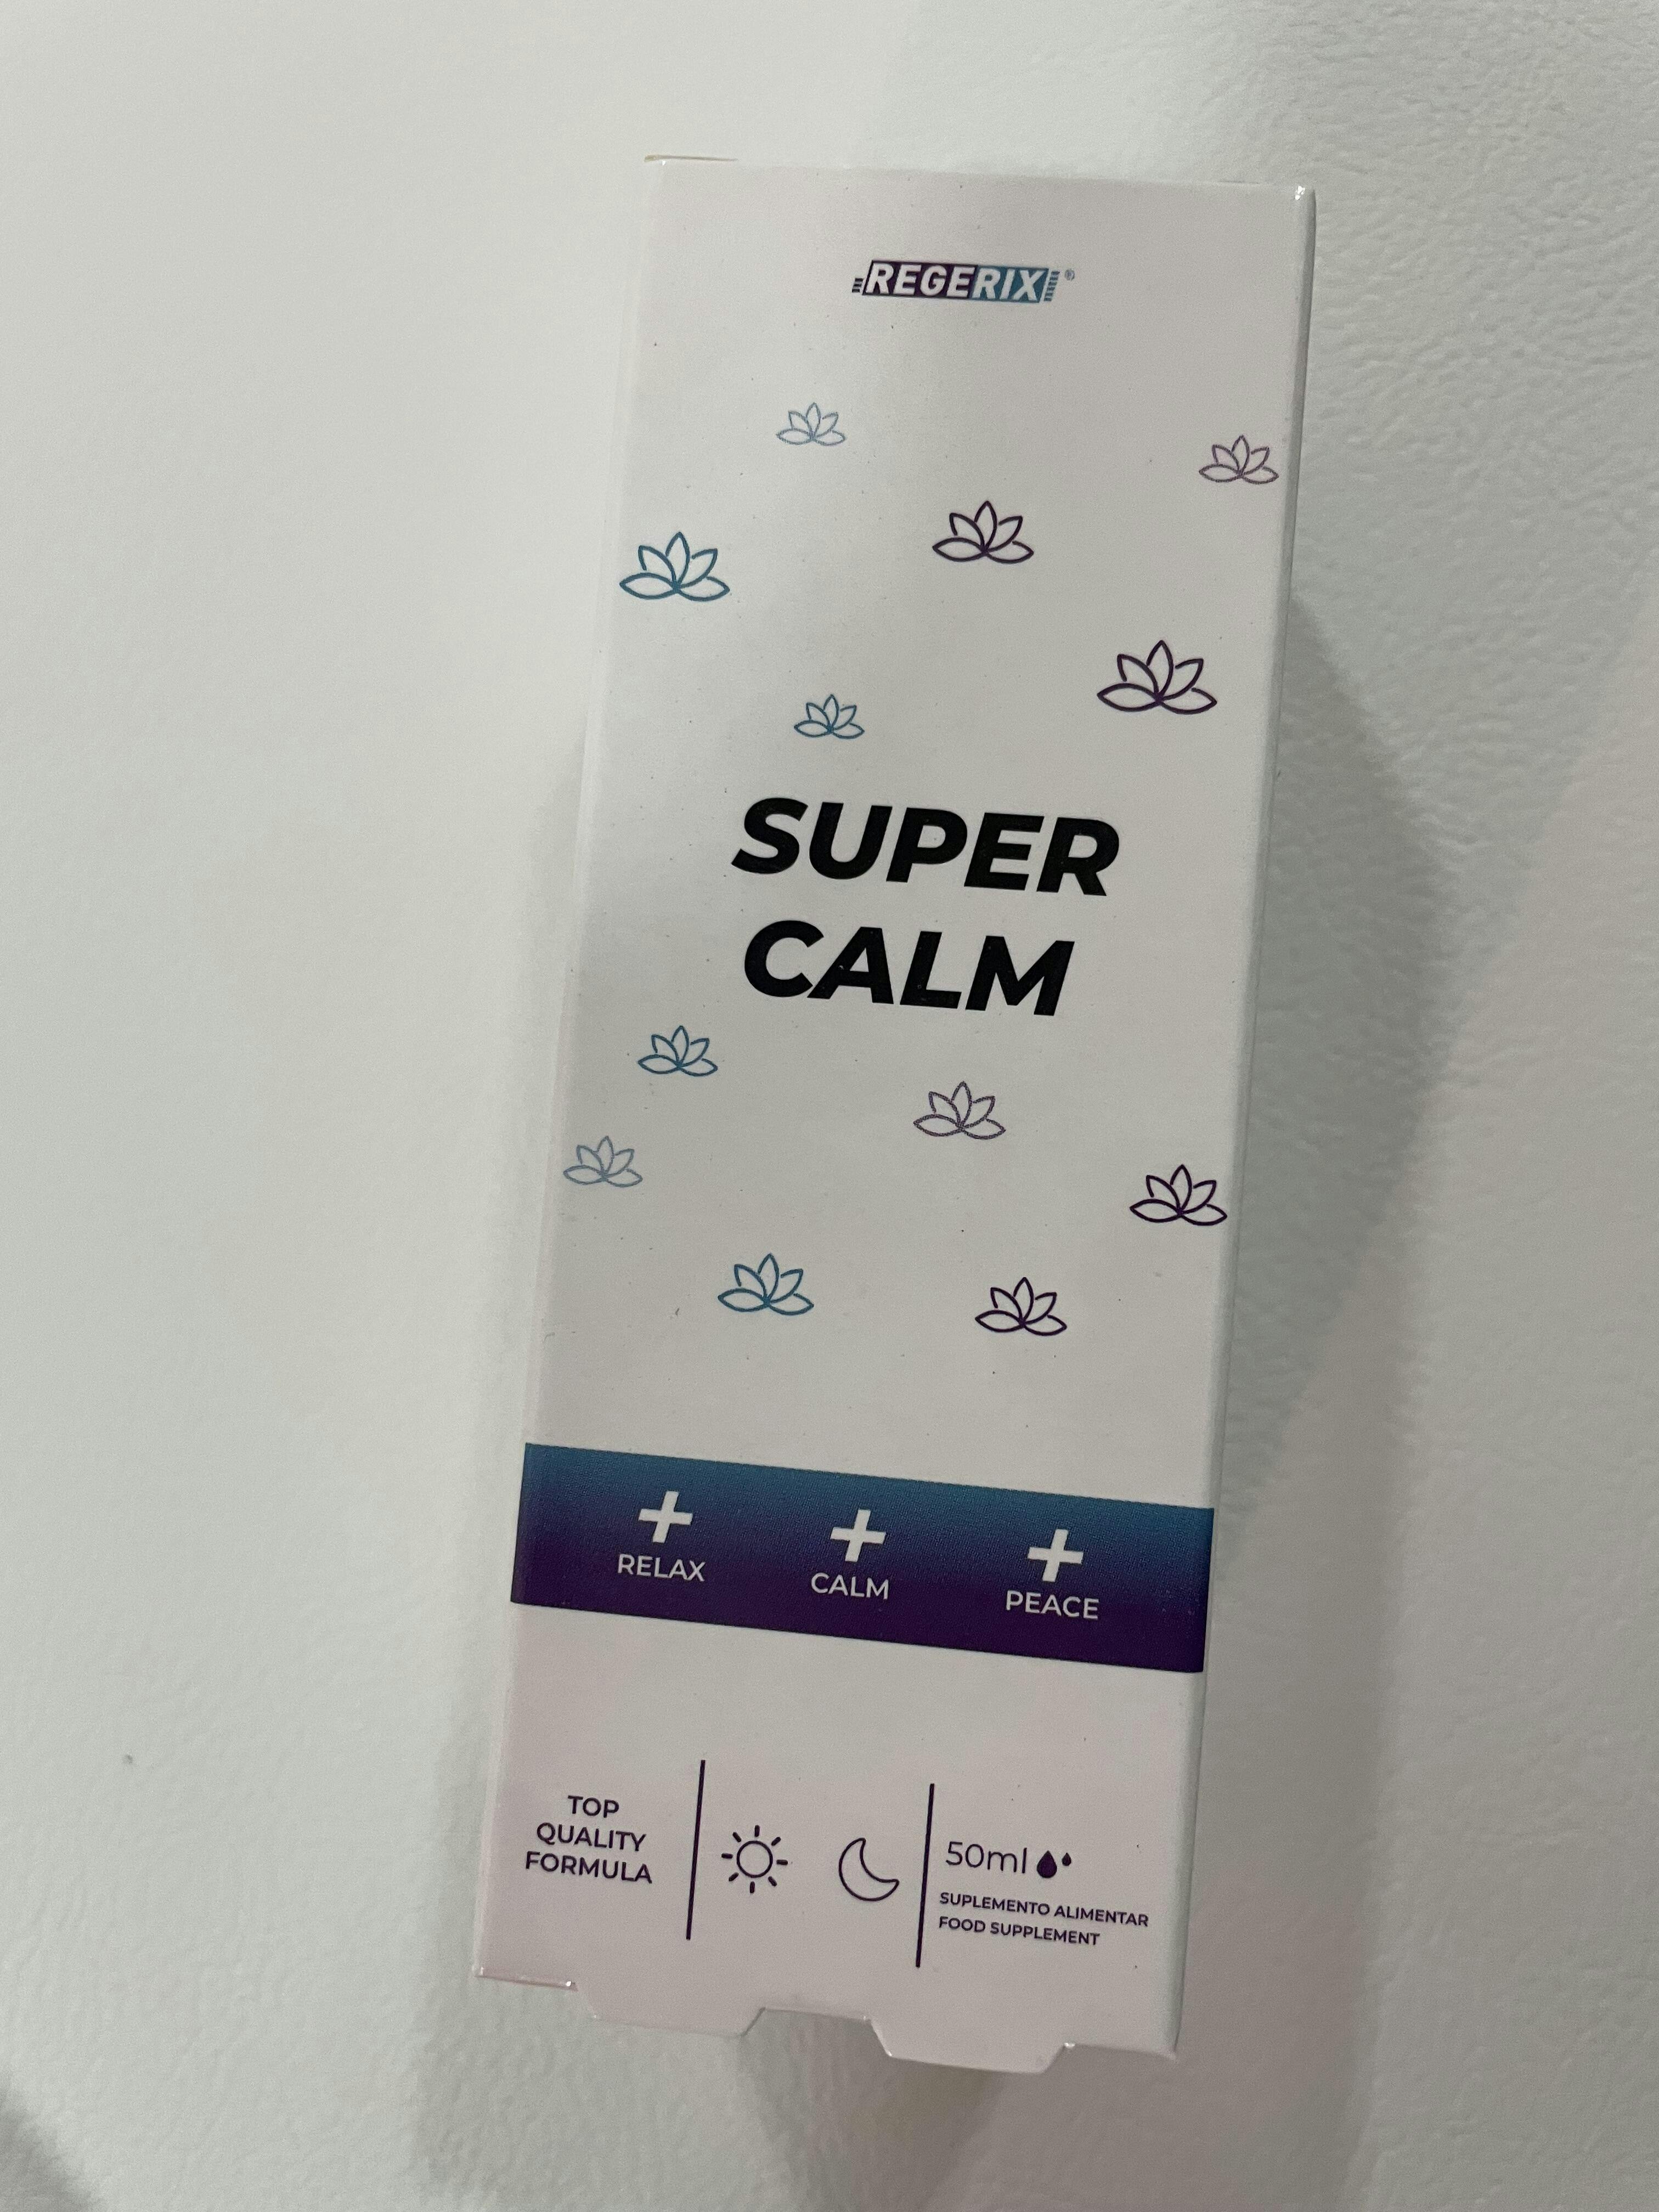 REGERIX®
SUPER
CALM
RELAX
CALM
PEACE
TOP
QUALITY
FORMULA
50ml
SUPLEMENTO ALIMENTAR
FOOD SUPPLEMENT